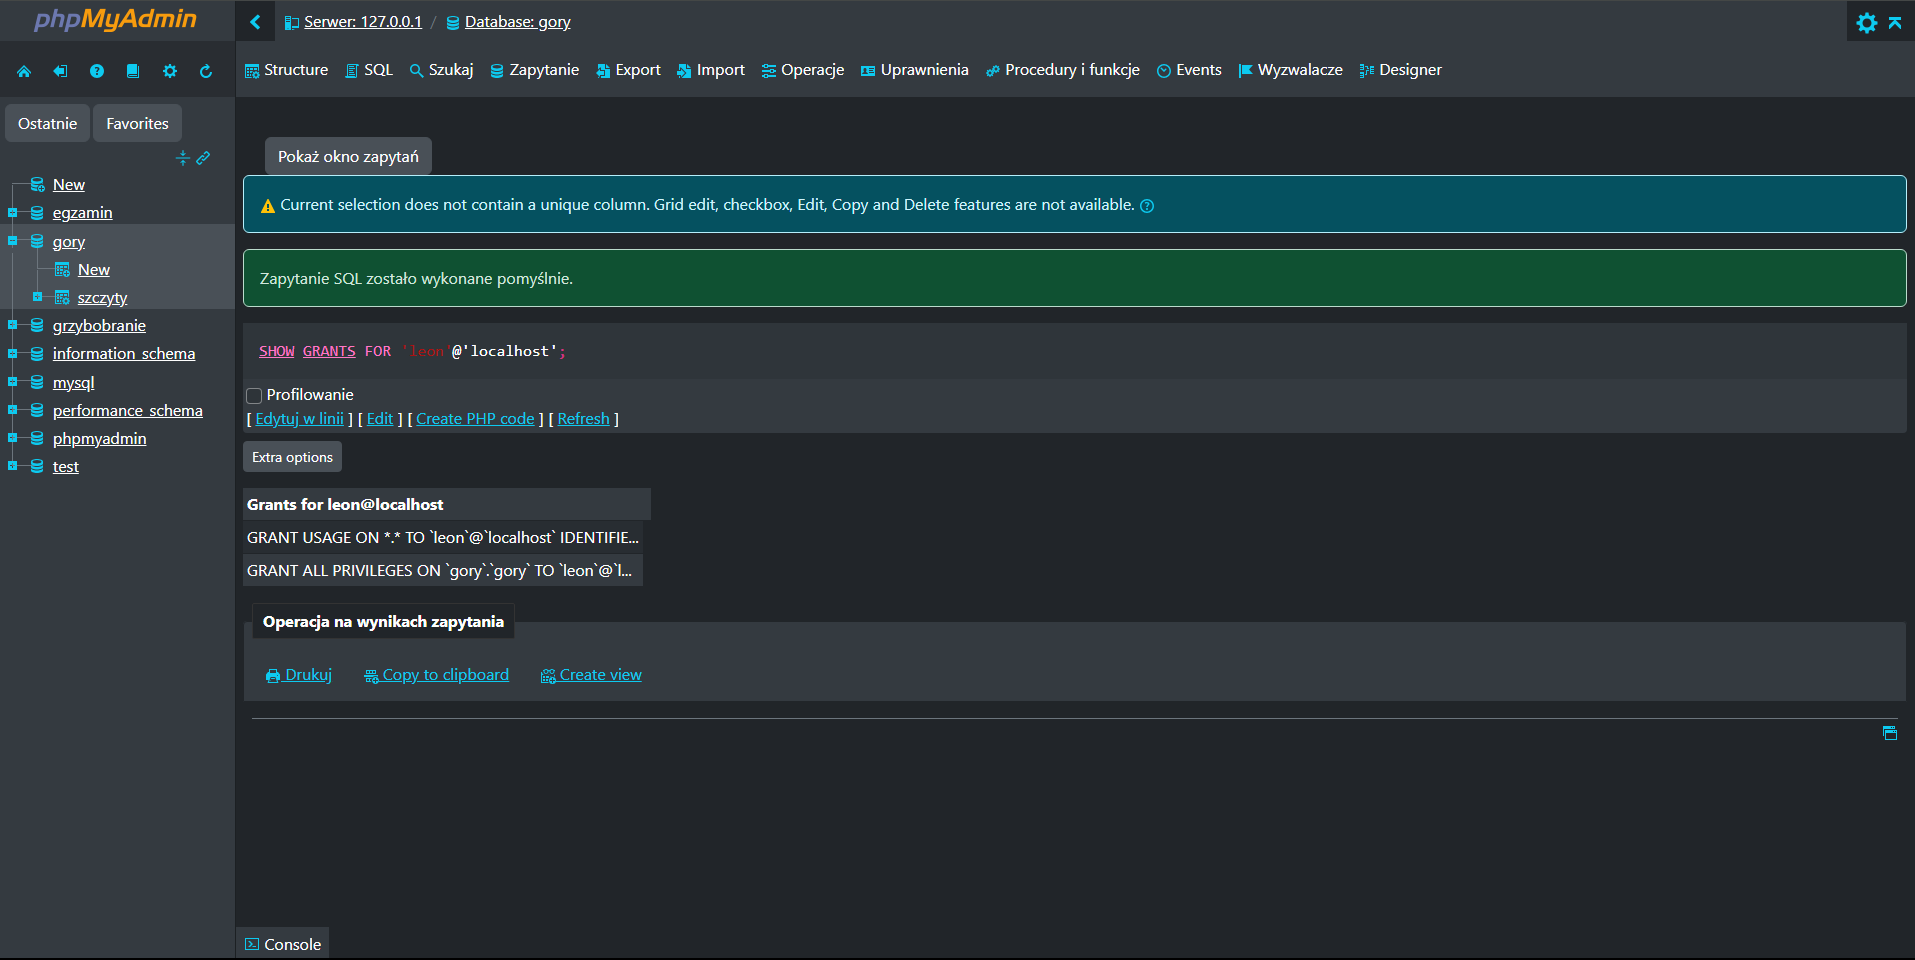 phpMyAdmin
Serwer: 127.0.0.1 / Database: gory
Structure SQL Szukaj Zapytanie Export Import Operacje Uprawnienia Procedury i funkcje Events Wyzwalacze Designer
Ostatnie Favorites
New
egzamin
gory
New
szczyty
grzybobranie
information_schema
mysql
performance_schema
phpmyadmin
test
Pokaż okno zapytań
Current selection does not contain a unique column. Grid edit, checkbox, Edit, Copy and Delete features are not available.
Zapytanie SQL zostało wykonane pomyślnie.
SHOW GRANTS FOR 'leon'@'localhost';
Profilowanie
[ Edytuj w linii ] [ Edit ] [ Create PHP code ] [ Refresh ]
Extra options
Grants for leon@localhost
GRANT USAGE ON *.* TO `leon`@`localhost` IDENTIFIE...
GRANT ALL PRIVILEGES ON `gory`.`gory` TO `leon`@`l...
Operacja na wynikach zapytania
Drukuj Copy to clipboard Create view
Console